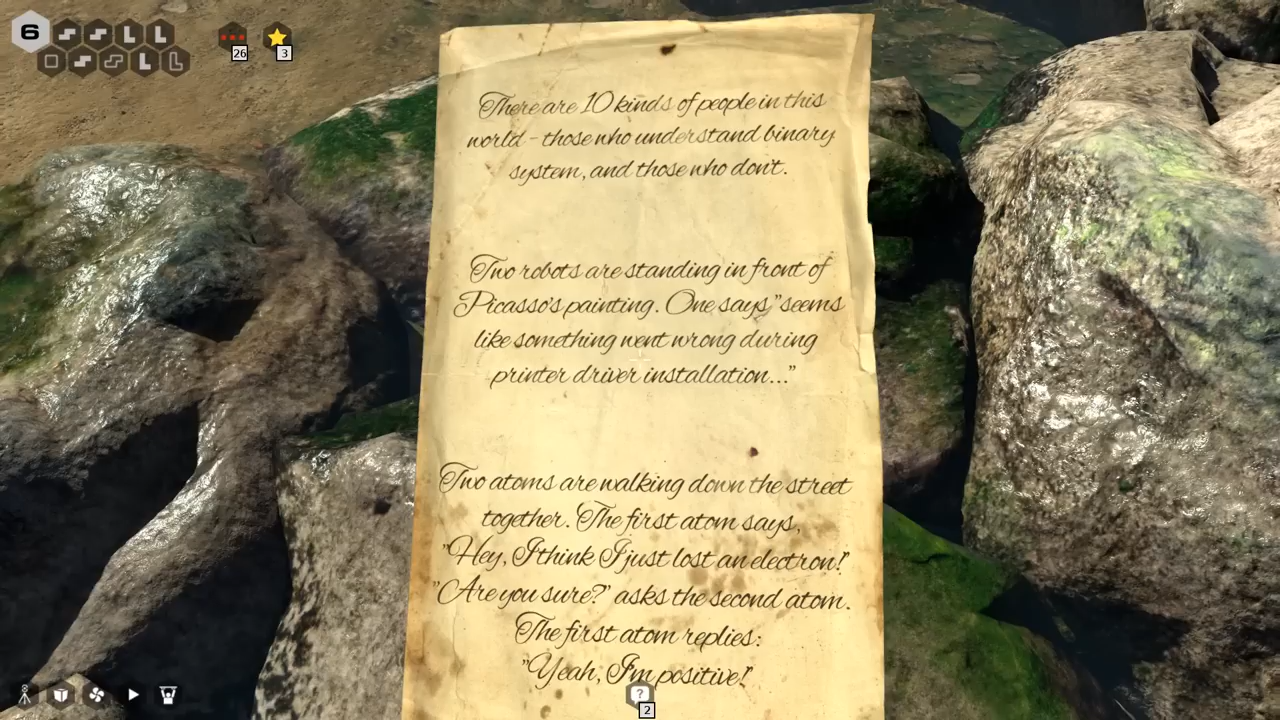 6
26
3
There are 10 kinds of people in this
world - those who understand binary
system, and those who don't.
Two robots are standing in front of
Picasso's painting. One says "seems
like something went wrong during
printer driver installation..."
Two atoms are walking down the street
together. The first atom says,
"Hey, I think I just lost an electron!"
"Are you sure?" asks the second atom.
The first atom replies:
"Yeah, I'm positive!"
?
2